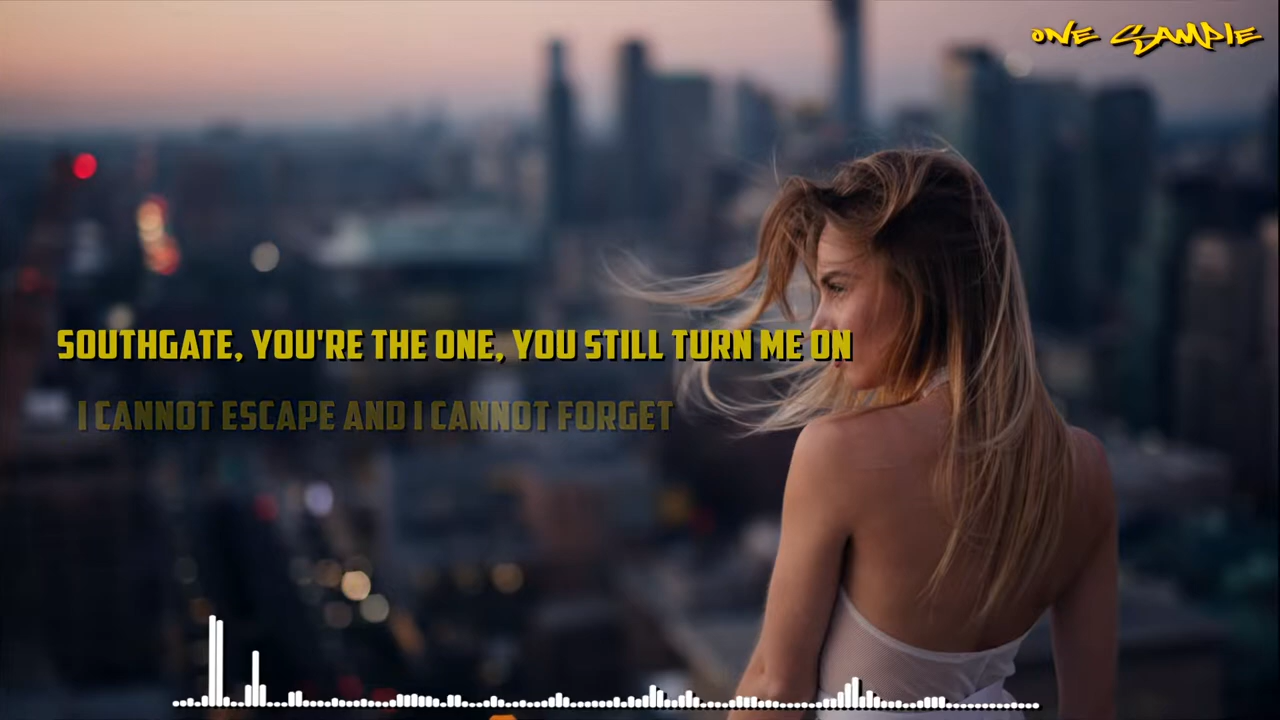 ONE SAMPLE
SOUTHGATE, YOU'RE THE ONE, YOU STILL TURN ME ON
I CANNOT ESCAPE AND I CANNOT FORGET